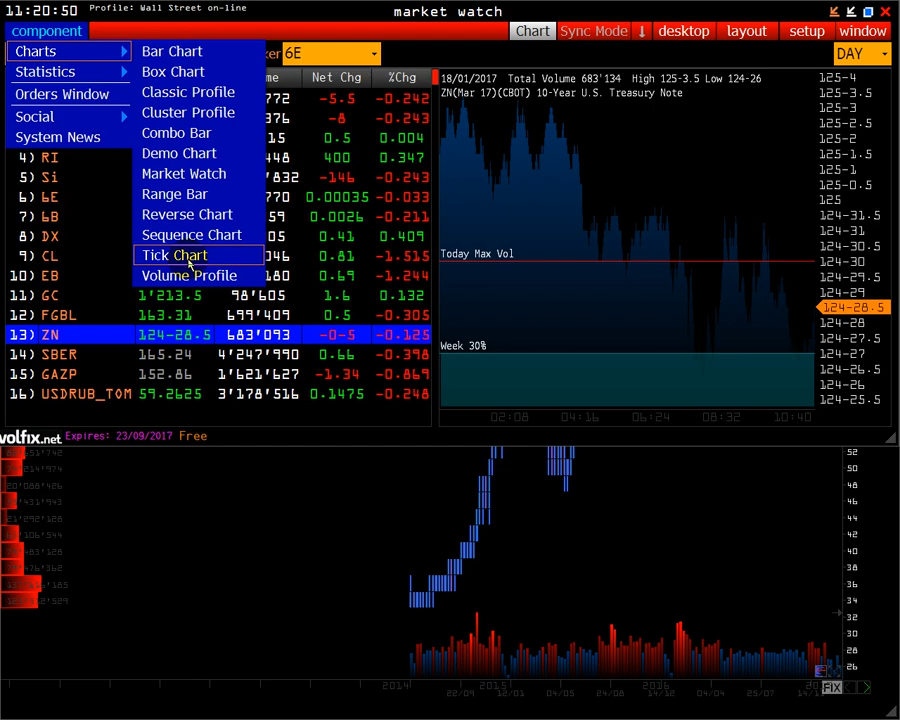 11:20:50 Profile: Wall Street on-line market watch
component Chart Sync Mode ↓ desktop layout setup window
6E DAY
Charts
Statistics
Orders Window
Social
System News
Bar Chart
Box Chart
Classic Profile
Cluster Profile
Combo Bar
Demo Chart
Market Watch
Range Bar
Reverse Chart
Sequence Chart
Tick Chart
Volume Profile
Net Chg %Chg
-5.5 -0.242
-8 -0.243
0.5 0.004
4) RI 400 0.347
5) Si -146 -0.243
6) 6E 0.00035 -0.033
7) 6B 0.0026 -0.211
8) DX 0.41 0.409
9) CL 0.81 -1.515
10) EB 0.69 -1.244
11) GC 1'213.5 98'605 1.6 0.132
12) FGBL 163.31 699'409 0.5 -0.305
13) ZN 124-28.5 683'093 -0-5 -0.125
14) SBER 165.24 4'247'990 0.66 -0.398
15) GAZP 152.86 1'621'627 -1.34 -0.869
16) USDRUB_TOM 59.2625 3'178'516 0.1475 -0.248
18/01/2017 Total Volume 683'134 High 125-3.5 Low 124-26
ZN(Mar 17)(CBOT) 10-Year U.S. Treasury Note
Today Max Vol
Week 30%
125-4
125-3.5
125-3
125-2.5
125-2
125-1.5
125-1
125-0.5
125
124-31.5
124-31
124-30.5
124-30
124-29.5
124-29
124-28.5
124-28
124-27.5
124-27
124-26.5
124-26
124-25.5
02:08 04:16 06:24 08:32 10:40
volfix.net Expires: 23/09/2017 Free
52
50
48
46
44
42
40
38
36
34
32
30
28
26
2014 2015 2016
22/09 12/01 04/05 24/08 14/12 04/04 25/07
FIX